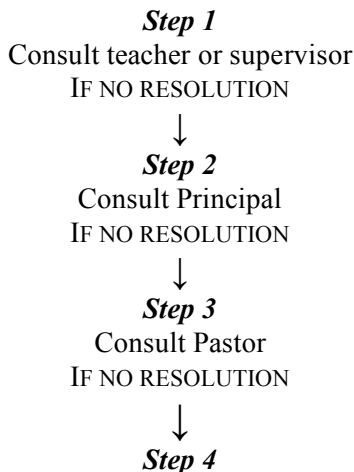 Step 1
Consult teacher or supervisor
IF NO RESOLUTION
↓
Step 2
Consult Principal
IF NO RESOLUTION
↓
Step 3
Consult Pastor
IF NO RESOLUTION
↓
Step 4